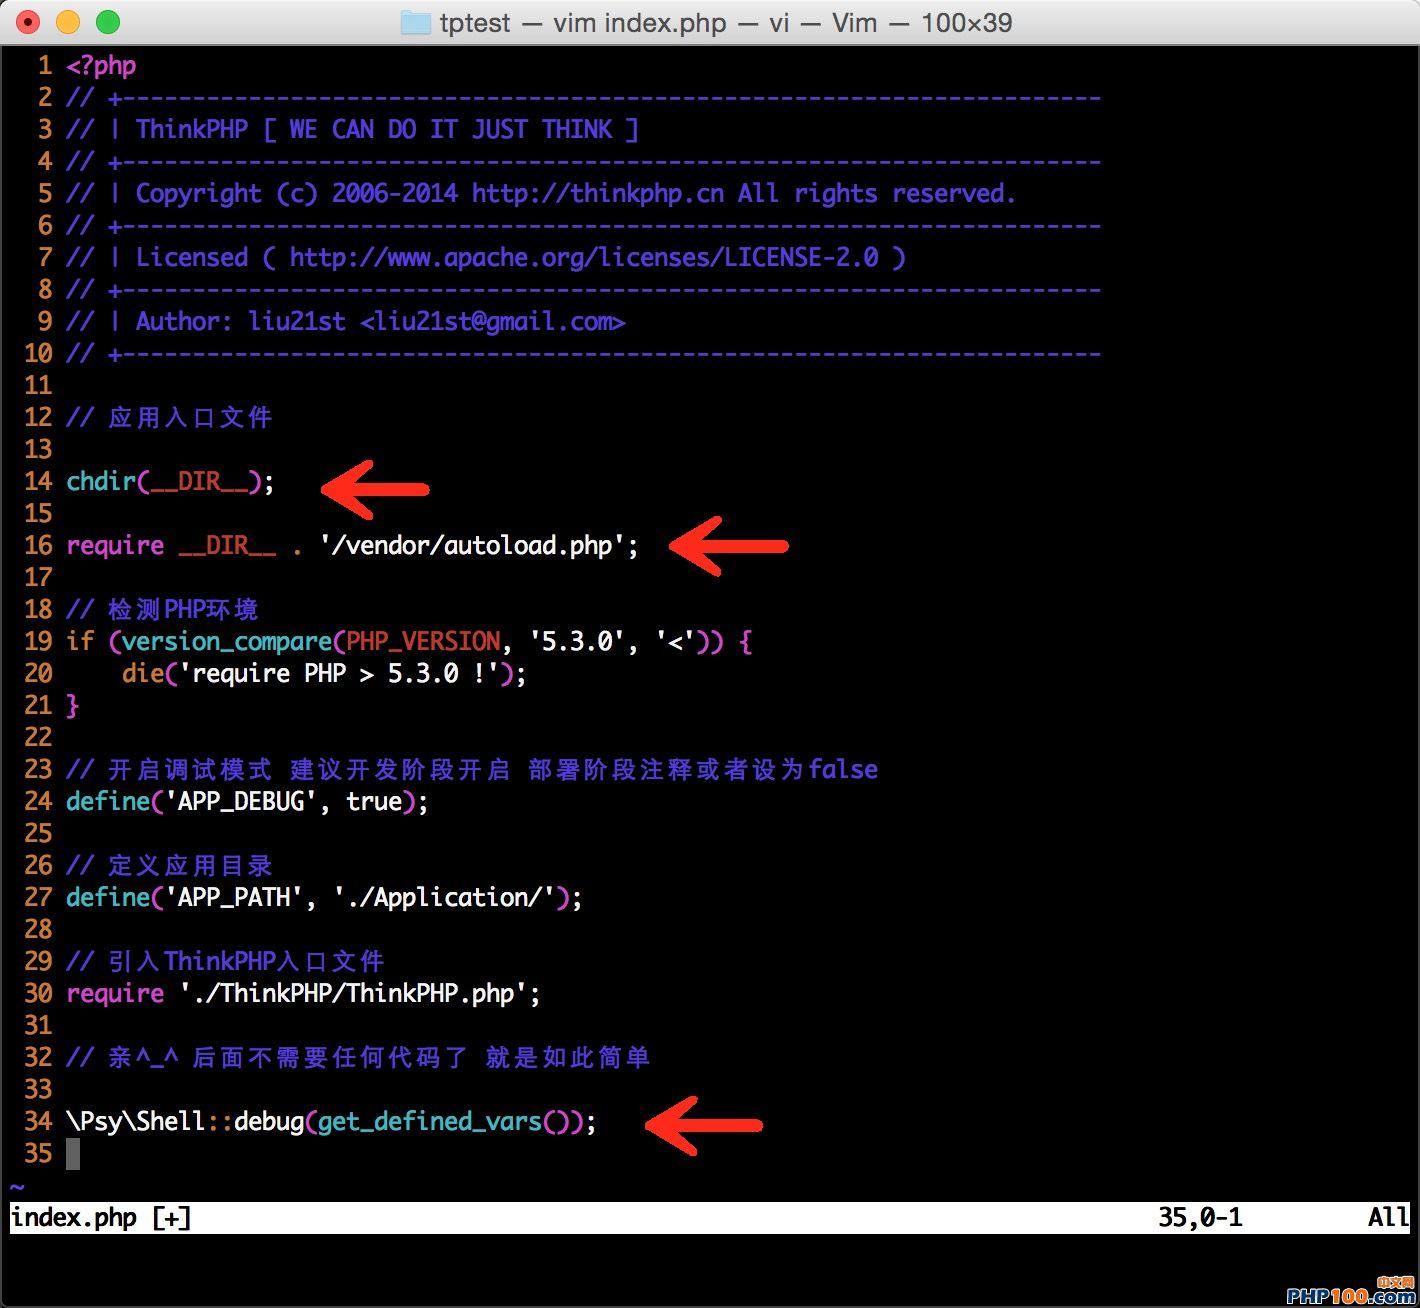 tptest — vim index.php — vi — Vim — 100×39
1 <?php
2 // +----------------------------------------------------------------------
3 // | ThinkPHP [ WE CAN DO IT JUST THINK ]
4 // +----------------------------------------------------------------------
5 // | Copyright (c) 2006-2014 http://thinkphp.cn All rights reserved.
6 // +----------------------------------------------------------------------
7 // | Licensed ( http://www.apache.org/licenses/LICENSE-2.0 )
8 // +----------------------------------------------------------------------
9 // | Author: liu21st <liu21st@gmail.com>
10 // +----------------------------------------------------------------------
11
12 // 应用入口文件
13
14 chdir(__DIR__);
15
16 require __DIR__ . '/vendor/autoload.php';
17
18 // 检测PHP环境
19 if (version_compare(PHP_VERSION, '5.3.0', '<')) {
20     die('require PHP > 5.3.0 !');
21 }
22
23 // 开启调试模式 建议开发阶段开启 部署阶段注释或者设为false
24 define('APP_DEBUG', true);
25
26 // 定义应用目录
27 define('APP_PATH', './Application/');
28
29 // 引入ThinkPHP入口文件
30 require './ThinkPHP/ThinkPHP.php';
31
32 // 亲^_^ 后面不需要任何代码了 就是如此简单
33
34 \Psy\Shell::debug(get_defined_vars());
35
~
index.php [+] 35,0-1 All
中文网
PHP100.com